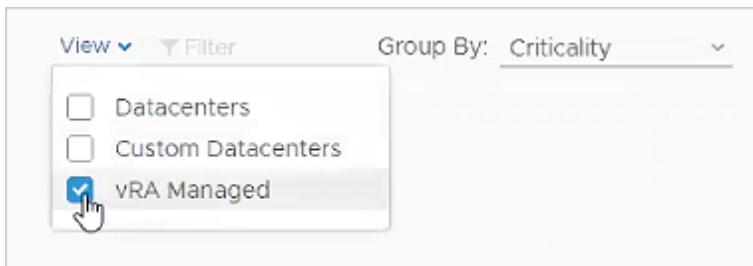 View Filter Group By: Criticality
Datacenters
Custom Datacenters
vRA Managed